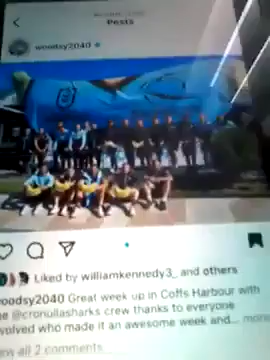 Posts
woodsy2040
Liked by williamkennedy3_ and others
oodsy2040 Great week up in Coffs Harbour with
e @cronullasharks crew thanks to everyone
volved who made it an awesome week and... more
ew all 2 comments